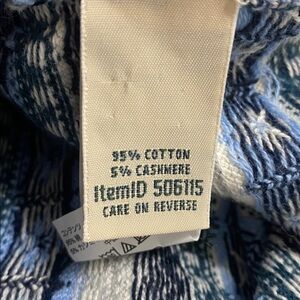 95% COTTON
5% CASHMERE
ItemID 506115
CARE ON REVERSE